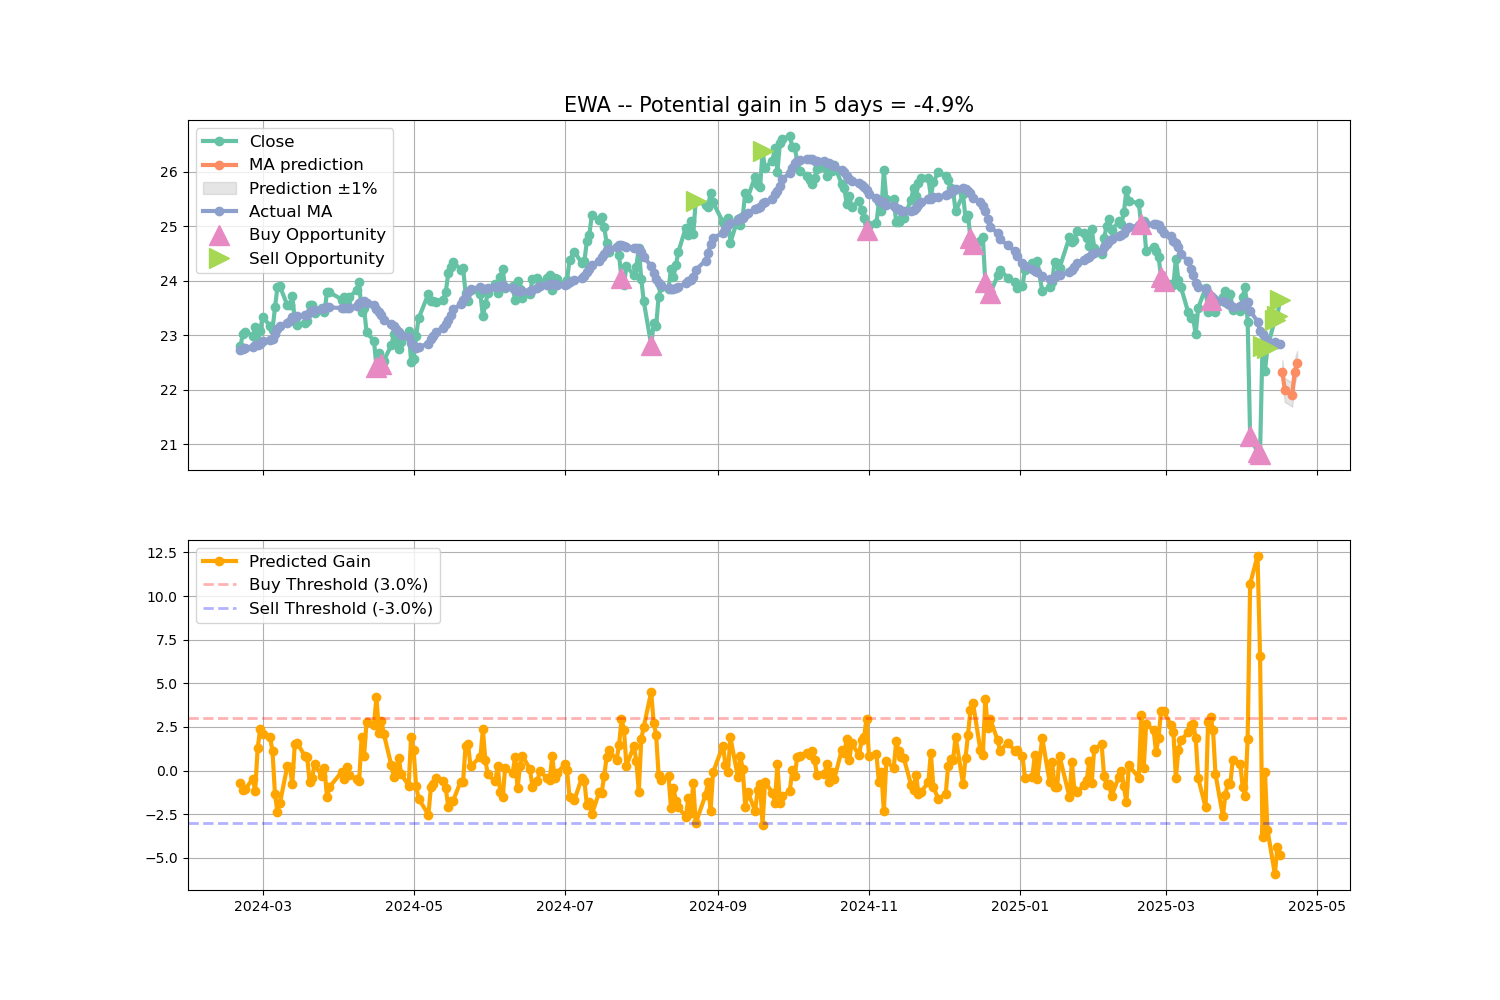 EWA -- Potential gain in 5 days = -4.9%
Close
MA prediction
Prediction ±1%
Actual MA
Buy Opportunity
Sell Opportunity
26
25
24
23
22
21
Predicted Gain
Buy Threshold (3.0%)
Sell Threshold (-3.0%)
12.5
10.0
7.5
5.0
2.5
0.0
−2.5
−5.0
2024-03 2024-05 2024-07 2024-09 2024-11 2025-01 2025-03 2025-05